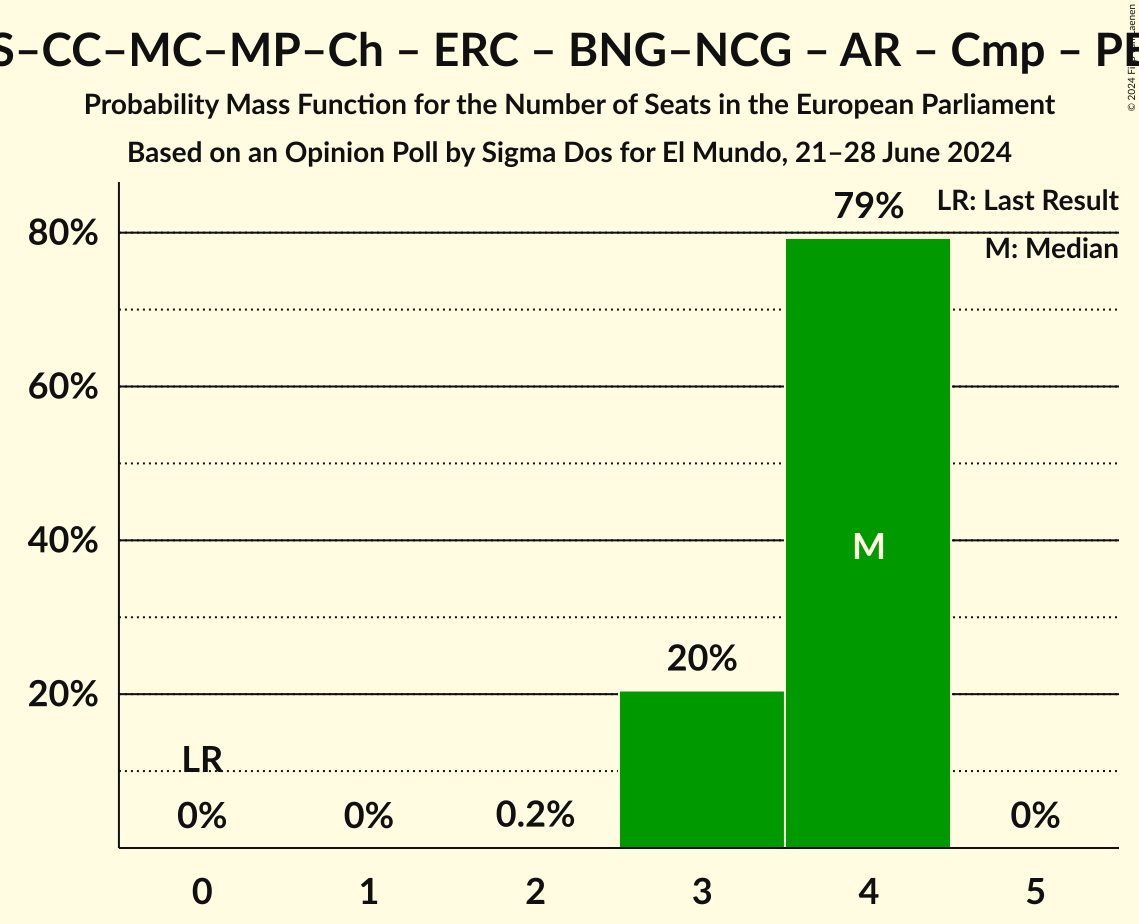 S–CC–MC–MP–Ch – ERC – BNG–NCG – AR – Cmp –
Probability Mass Function for the Number of Seats in the European Parliament
Based on an Opinion Poll by Sigma Dos for El Mundo, 21–28 June 2024
© 2024
LR: Last Result
M: Median
79%
80%
60%
40%
M
20%
20%
LR
0%
0%
0.2%
0%
0
1
2
3
4
5